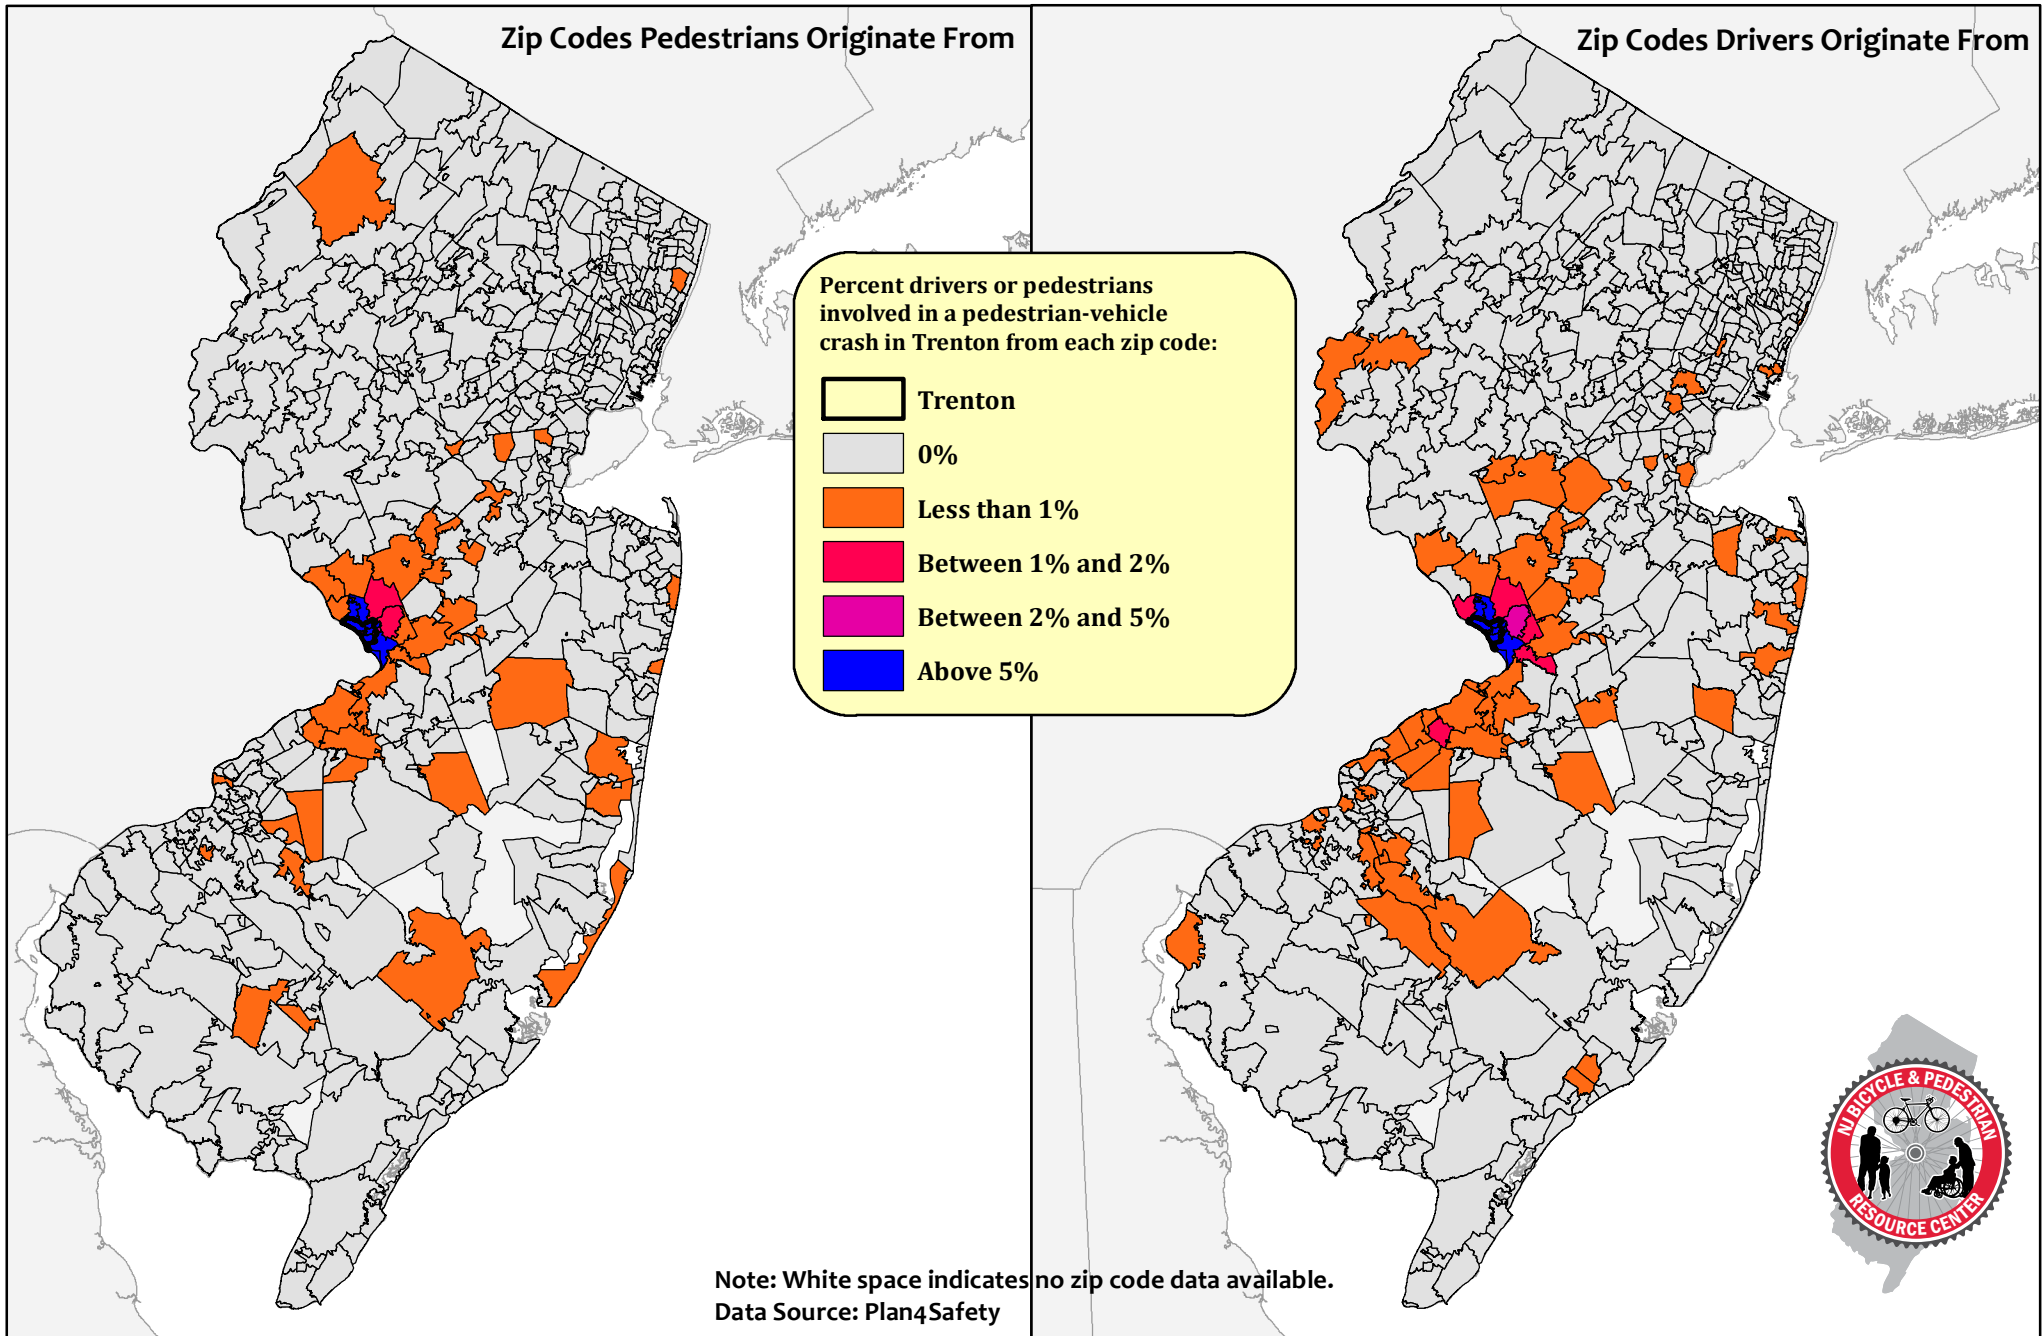 Zip Codes Pedestrians Originate From
Zip Codes Drivers Originate From
Percent drivers or pedestrians
involved in a pedestrian-vehicle
crash in Trenton from each zip code:
Trenton
0%
Less than 1%
Between 1% and 2%
Between 2% and 5%
Above 5%
NJ BICYCLE & PEDESTRIAN
RESOURCE CENTER
Note: White space indicates no zip code data available.
Data Source: Plan4Safety